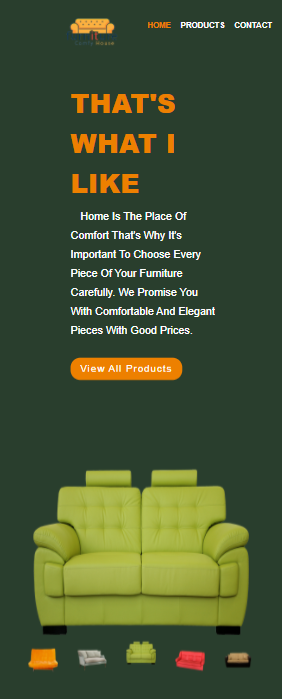 HOME PRODUCTS CONTACT
THAT'S
WHAT I
LIKE
Home Is The Place Of
Comfort That's Why It's
Important To Choose Every
Piece Of Your Furniture
Carefully. We Promise You
With Comfortable And Elegant
Pieces With Good Prices.
View All Products